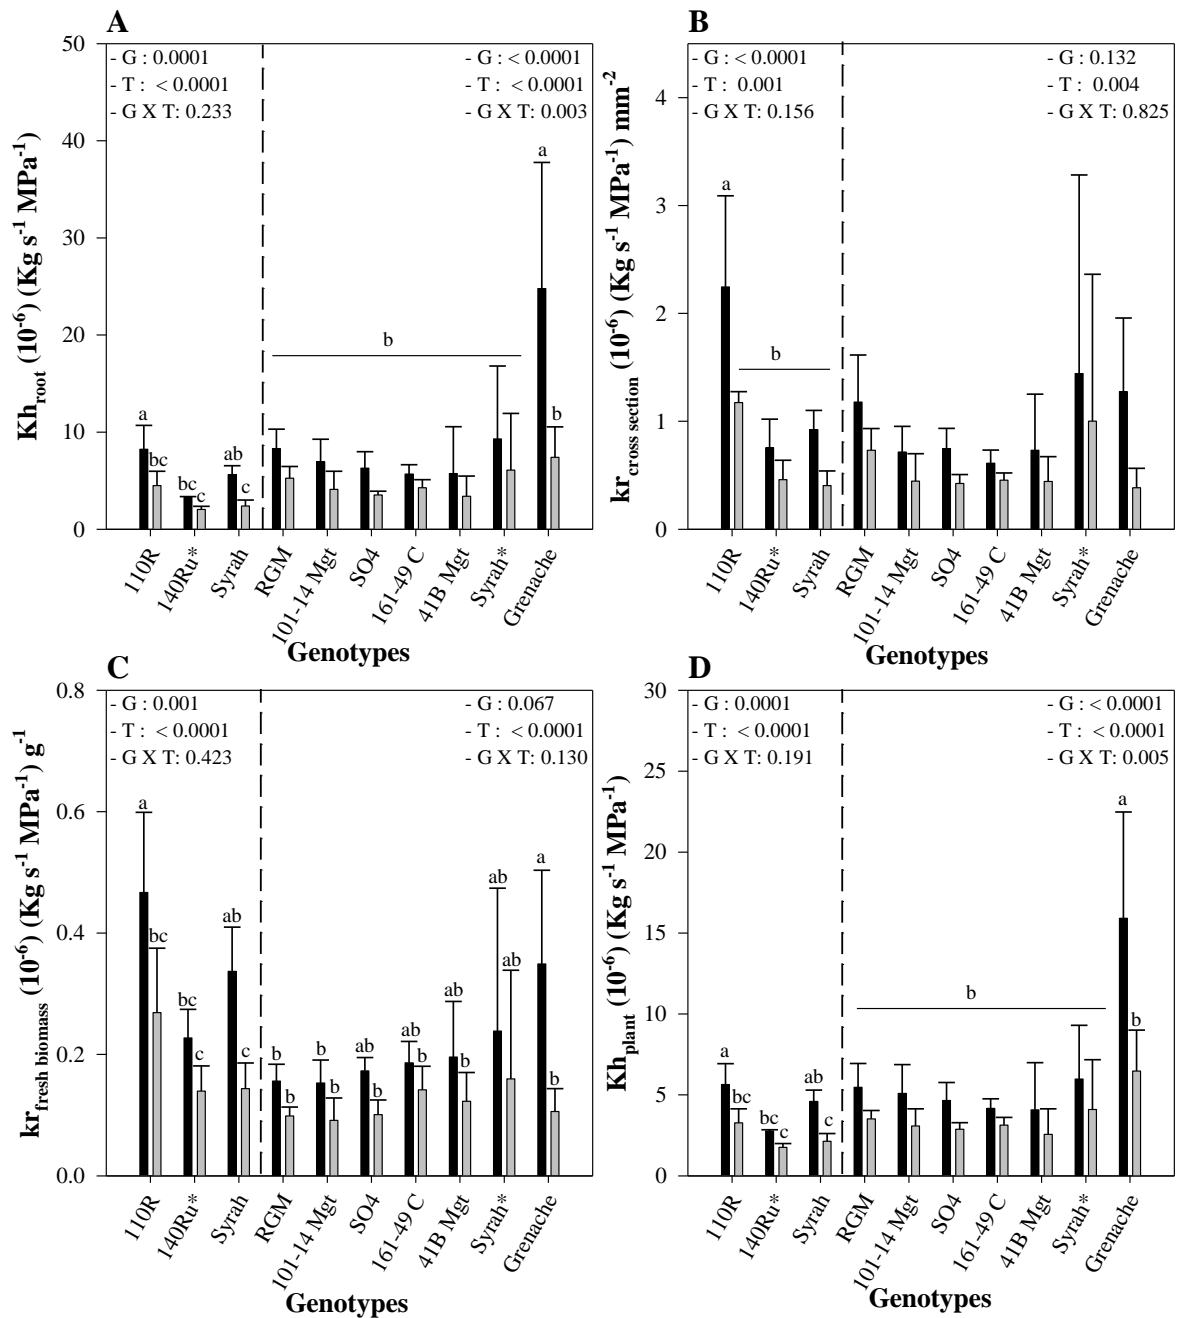 A
50
40
30
20
10
0
Kh root (10-6) (Kg s-1 MPa-1)
- G : 0.0001
- T : < 0.0001
- G X T: 0.233
- G : < 0.0001
- T : < 0.0001
- G X T: 0.003
a
bc
bc
c
ab
c
b
a
b
110R
140Ru*
Syrah
RGM
101-14 Mgt
SO4
161-49 C
41B Mgt
Syrah*
Grenache
Genotypes
B
4
3
2
1
0
kr cross section (10-6) (Kg s-1 MPa-1) mm-2
- G : < 0.0001
- T : 0.001
- G X T: 0.156
- G : 0.132
- T : 0.004
- G X T: 0.825
a
b
110R
140Ru*
Syrah
RGM
101-14 Mgt
SO4
161-49 C
41B Mgt
Syrah*
Grenache
Genotypes
C
0.8
0.6
0.4
0.2
0.0
kr fresh biomass (10-6) (Kg s-1 MPa-1) g-1
- G : 0.001
- T : < 0.0001
- G X T: 0.423
- G : 0.067
- T : < 0.0001
- G X T: 0.130
a
bc
bc
c
ab
c
b
b
b
b
ab
b
ab
b
ab
b
ab
ab
a
b
110R
140Ru*
Syrah
RGM
101-14 Mgt
SO4
161-49 C
41B Mgt
Syrah*
Grenache
Genotypes
D
30
25
20
15
10
5
0
Kh plant (10-6) (Kg s-1 MPa-1)
- G : 0.0001
- T : < 0.0001
- G X T: 0.191
- G : < 0.0001
- T : < 0.0001
- G X T: 0.005
a
bc
bc
c
ab
c
b
a
b
110R
140Ru*
Syrah
RGM
101-14 Mgt
SO4
161-49 C
41B Mgt
Syrah*
Grenache
Genotypes